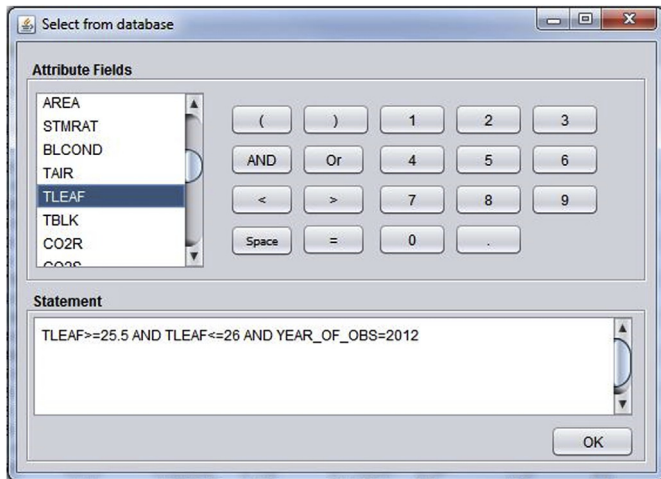 Select from database
Attribute Fields
AREA
STMRAT
BLCOND
TAIR
TLEAF
TBLK
CO2R
CO2S
( ) 1 2 3
AND Or 4 5 6
< > 7 8 9
Space = 0 .
Statement
TLEAF>=25.5 AND TLEAF<=26 AND YEAR_OF_OBS=2012
OK